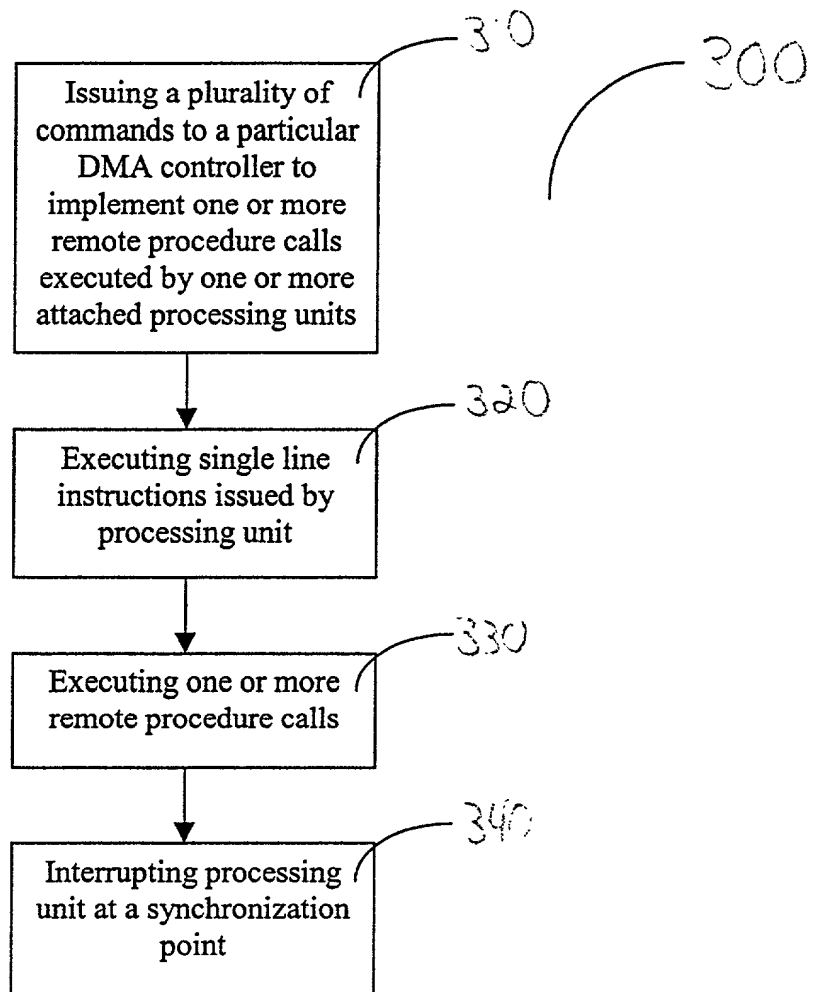 310
300
Issuing a plurality of
commands to a particular
DMA controller to
implement one or more
remote procedure calls
executed by one or more
attached processing units
320
Executing single line
instructions issued by
processing unit
330
Executing one or more
remote procedure calls
340
Interrupting processing
unit at a synchronization
point